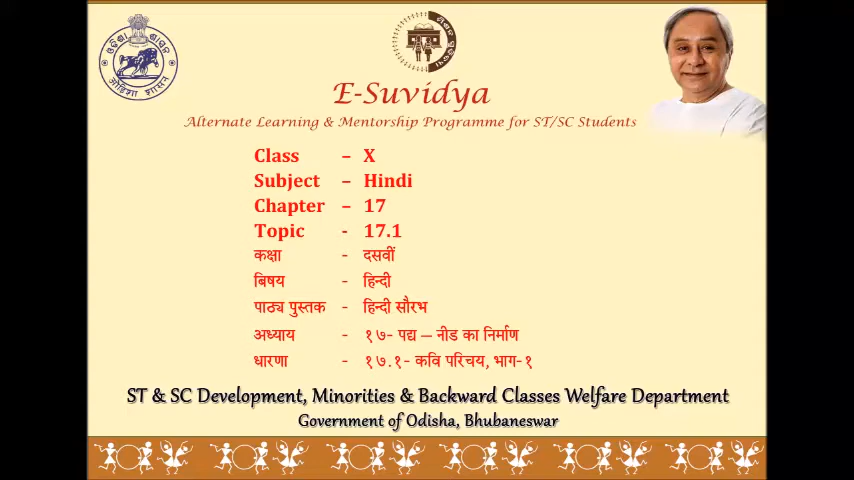 E-Suvidya
Alternate Learning & Mentorship Programme for ST/SC Students
Class – X
Subject – Hindi
Chapter – 17
Topic - 17.1
कक्षा - दसवीं
बिषय - हिन्दी
पाठ्य पुस्तक - हिन्दी सौरभ
अध्याय - १७- पद्य – नीड का निर्माण
धारणा - १७.१- कवि परिचय, भाग-१
ST & SC Development, Minorities & Backward Classes Welfare Department
Government of Odisha, Bhubaneswar